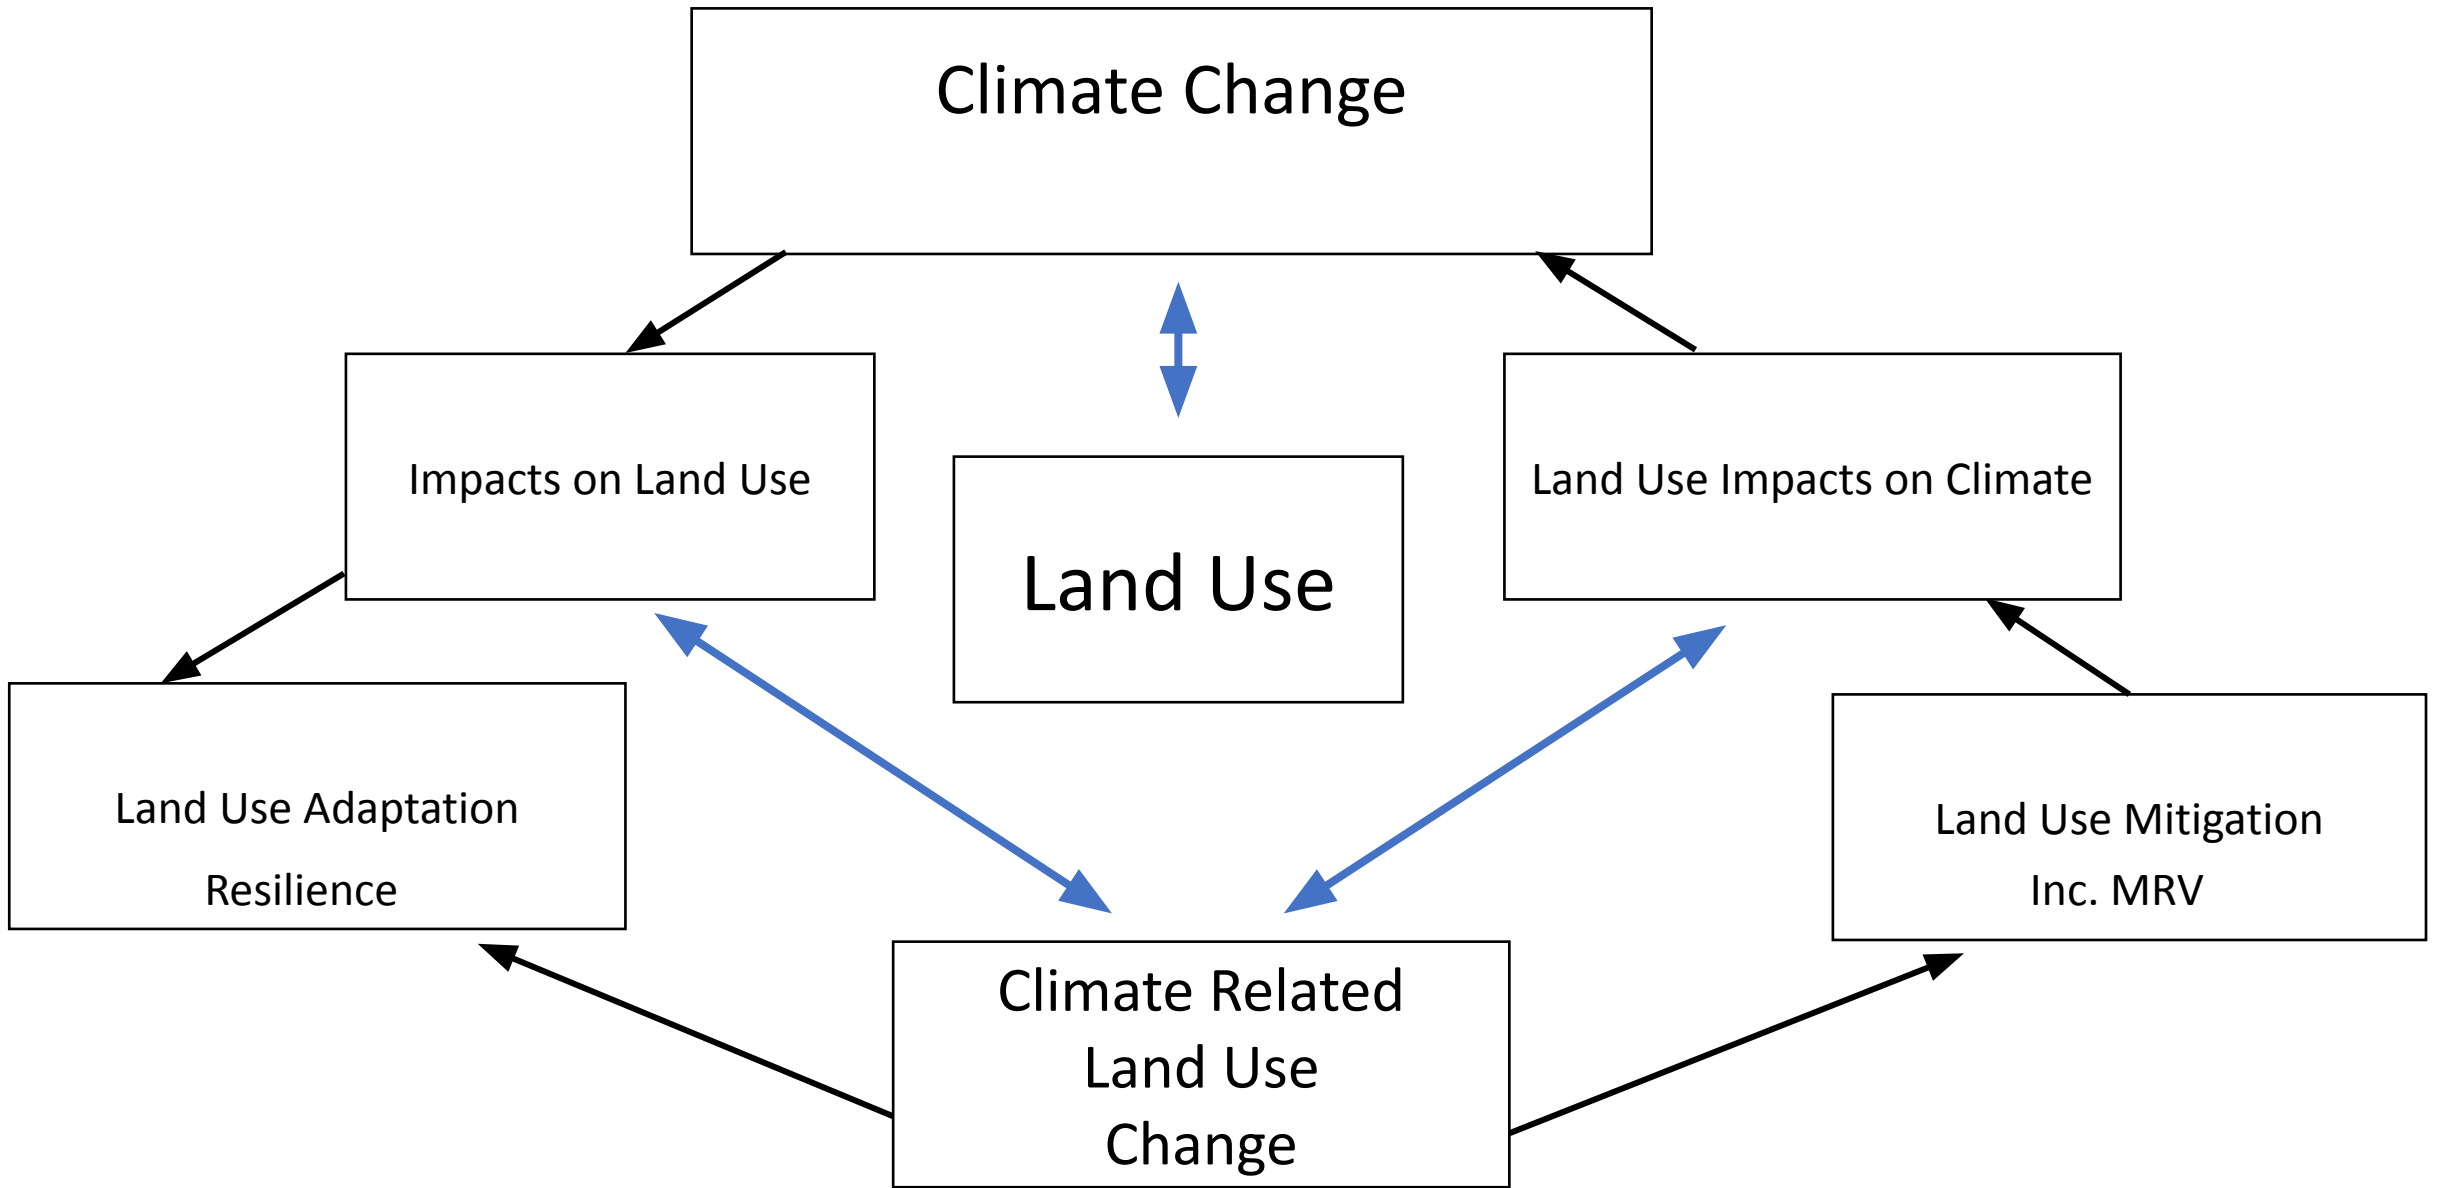 Climate Change
Impacts on Land Use
Land Use
Land Use Impacts on Climate
Land Use Adaptation
Resilience
Land Use Mitigation
Inc. MRV
Climate Related
Land Use
Change